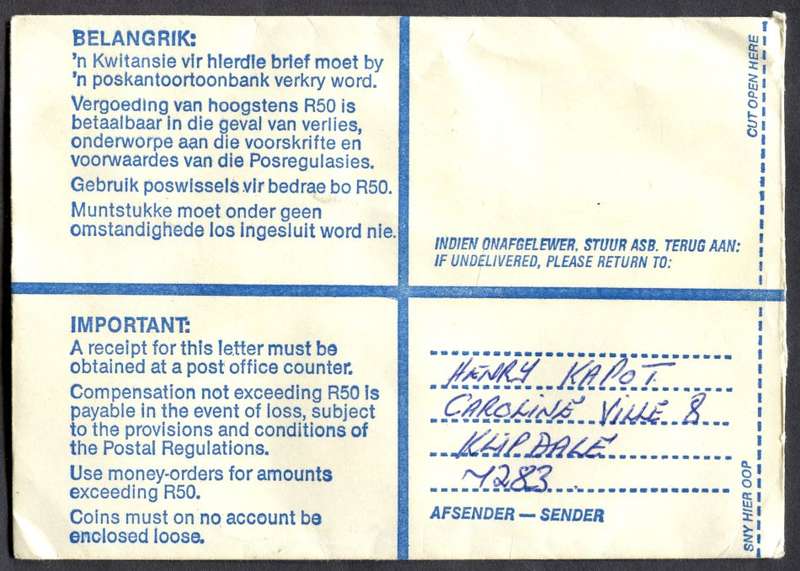 BELANGRIK:
'n Kwitansie vir hierdie brief moet by
'n poskantoortoonbank verkry word.
Vergoeding van hoogstens R50 is
betaalbaar in die geval van verlies,
onderworpe aan die voorskrifte en
voorwaardes van die Posregulasies.
Gebruik poswissels vir bedrae bo R50.
Muntstukke moet onder geen
omstandighede los ingesluit word nie.
CUT OPEN HERE
INDIEN ONAFGELEWER, STUUR ASB. TERUG AAN:
IF UNDELIVERED, PLEASE RETURN TO:
IMPORTANT:
A receipt for this letter must be
obtained at a post office counter.
Compensation not exceeding R50 is
payable in the event of loss, subject
to the provisions and conditions of
the Postal Regulations.
Use money-orders for amounts
exceeding R50.
Coins must on no account be
enclosed loose.
HENRY KAPOT.
CAROLINE VILLE 8
KLIPDALE
7283
AFSENDER — SENDER
SNY HIER OOP